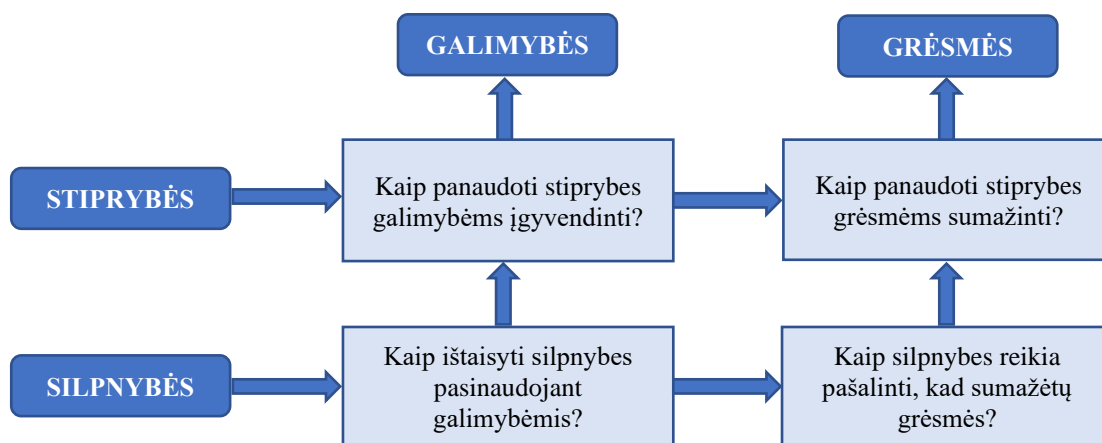 GALIMYBĖS
GRĖSMĖS
STIPRYBĖS
Kaip panaudoti stiprybes
galimybėms įgyvendinti?
Kaip panaudoti stiprybes
grėsmėms sumažinti?
SILPNYBĖS
Kaip ištaisyti silpnybes
pasinaudojant
galimybėmis?
Kaip silpnybes reikia
pašalinti, kad sumažėtų
grėsmės?